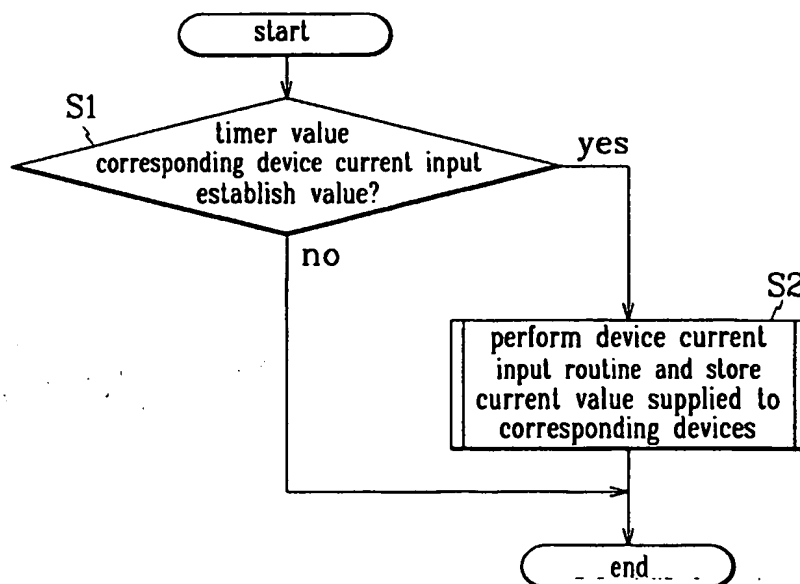 start
S1
timer value
corresponding device current input
establish value?
yes
no
S2
perform device current
input routine and store
current value supplied to
corresponding devices
end